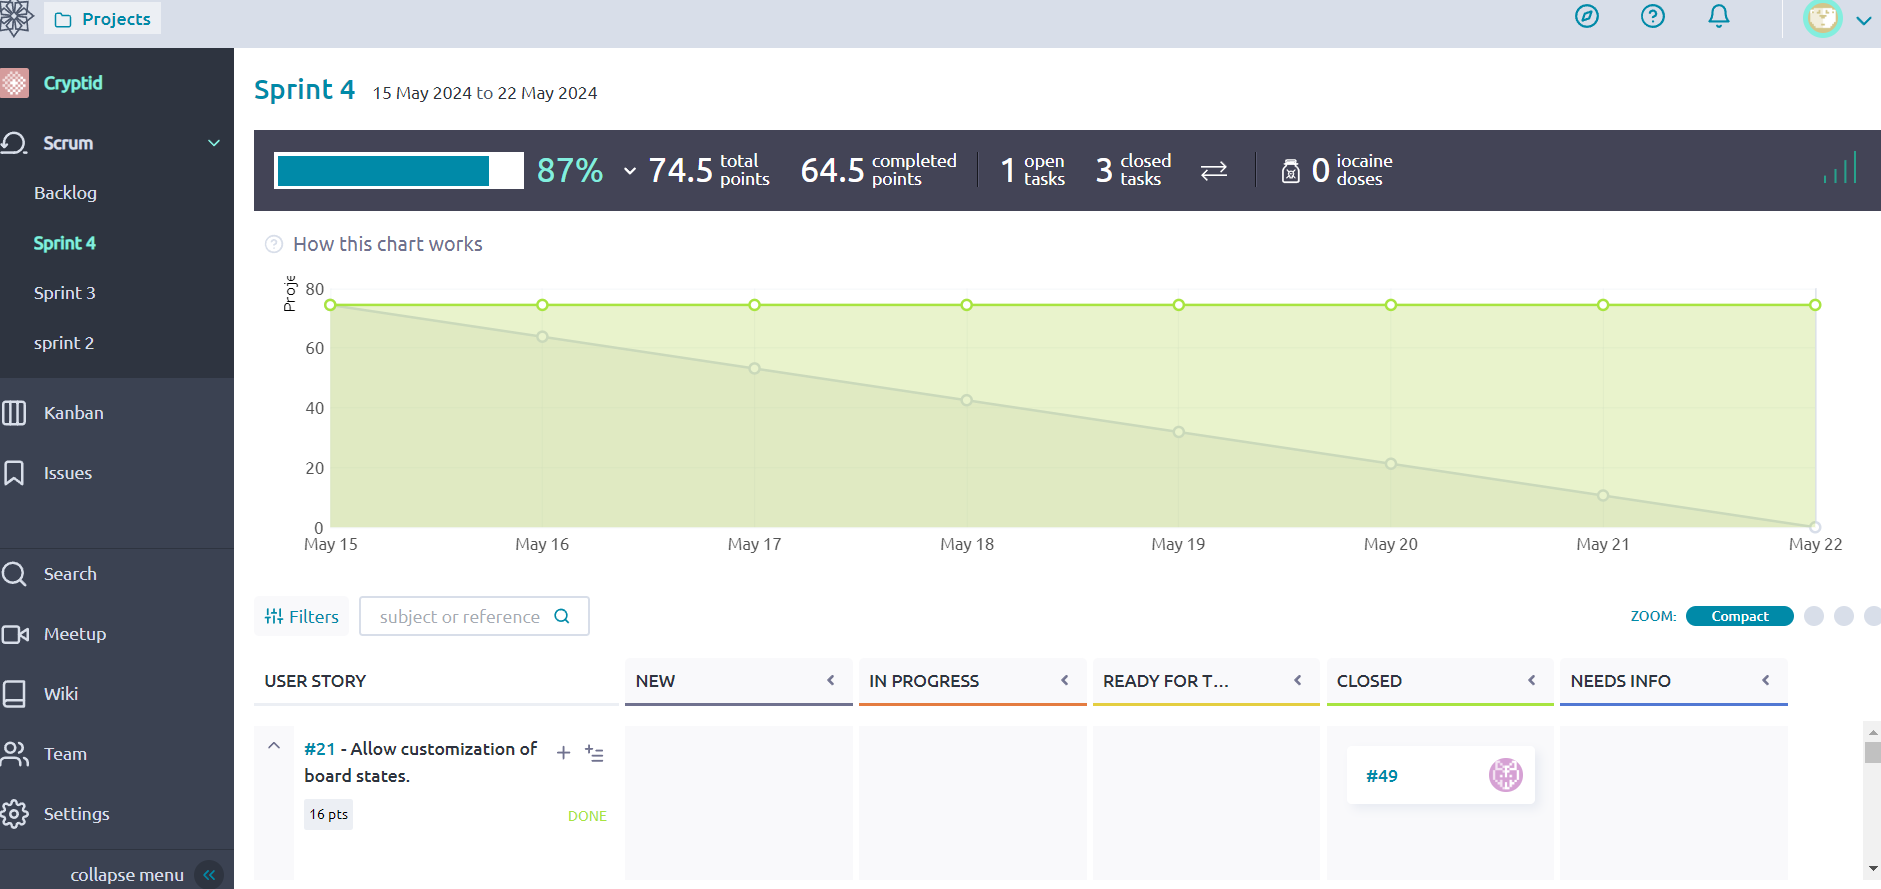 Projects
Cryptid
Scrum
Backlog
Sprint 4
Sprint 3
sprint 2
Kanban
Issues
Search
Meetup
Wiki
Team
Settings
collapse menu
Sprint 4 15 May 2024 to 22 May 2024
87% 74.5 total points 64.5 completed points 1 open tasks 3 closed tasks 0 iocaine doses
How this chart works
Proje
80
60
40
20
0
May 15 May 16 May 17 May 18 May 19 May 20 May 21 May 22
Filters subject or reference ZOOM: Compact
USER STORY NEW IN PROGRESS READY FOR T... CLOSED NEEDS INFO
#21 - Allow customization of
board states.
16 pts DONE
#49